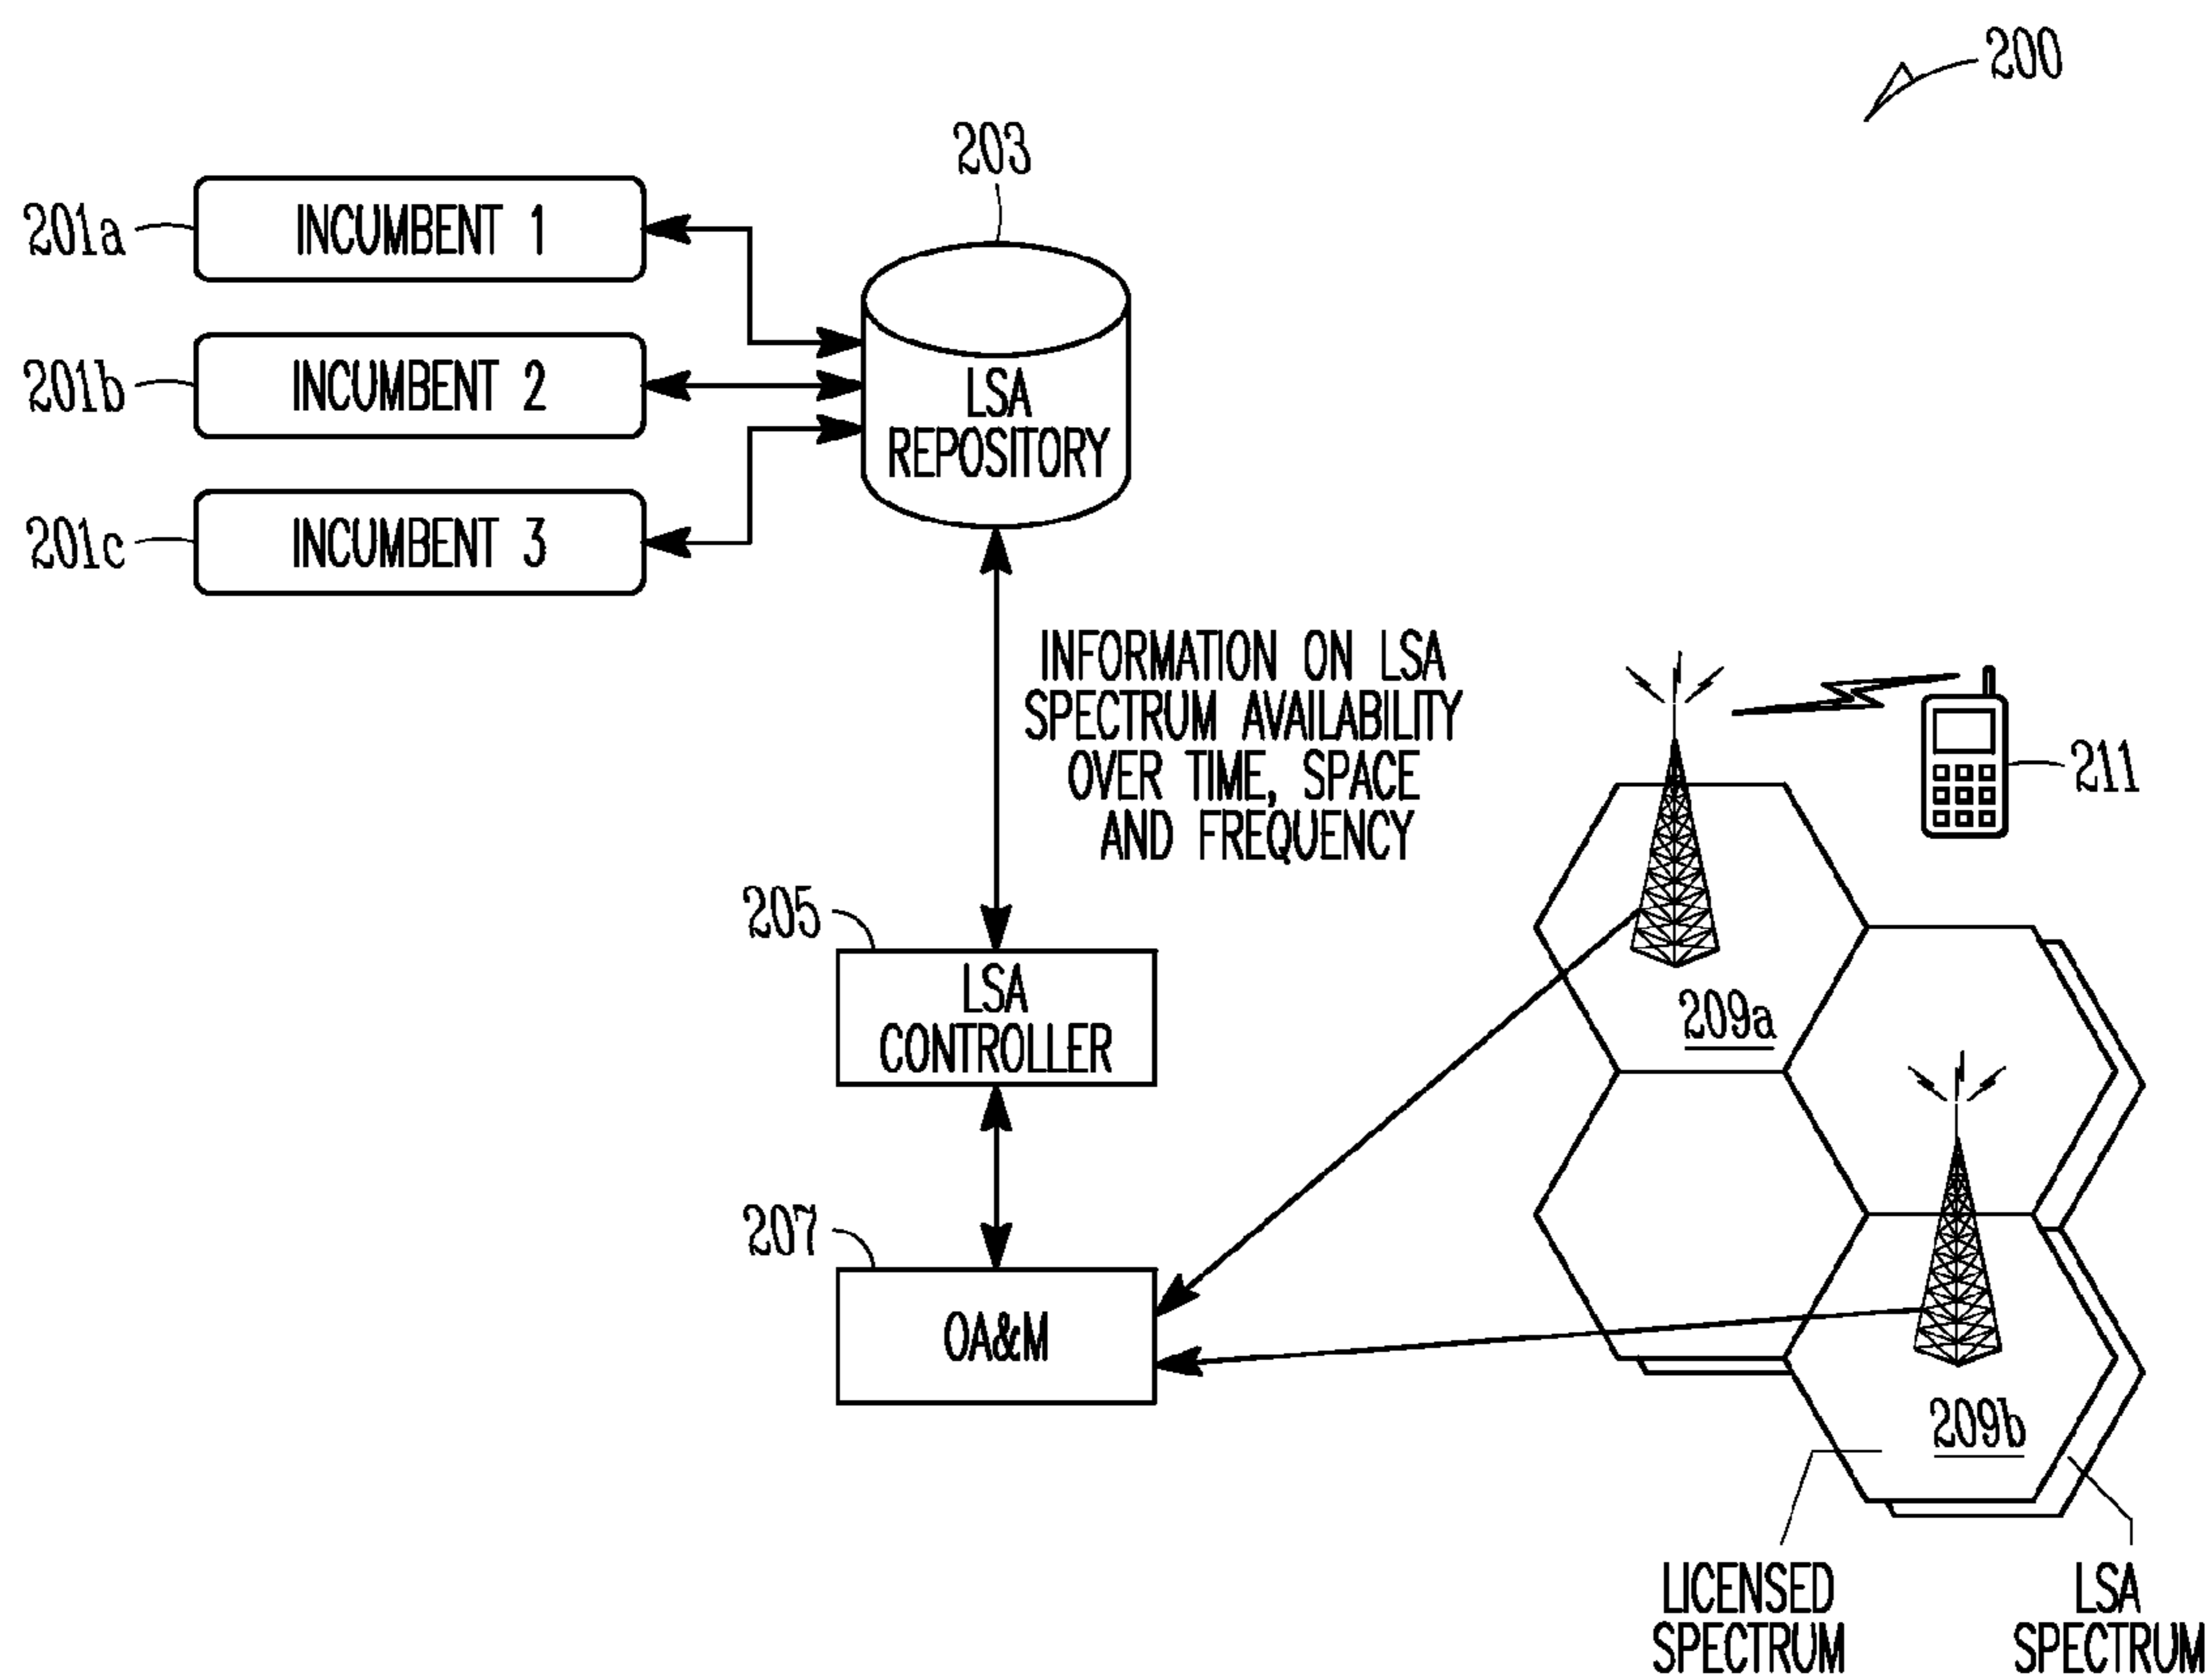 200
203
201a
INCUMBENT 1
201b
INCUMBENT 2
201c
INCUMBENT 3
LSA
REPOSITORY
INFORMATION ON LSA
SPECTRUM AVAILABILITY
OVER TIME, SPACE
AND FREQUENCY
211
205
LSA
CONTROLLER
209a
207
OA&M
209b
LICENSED
SPECTRUM
LSA
SPECTRUM